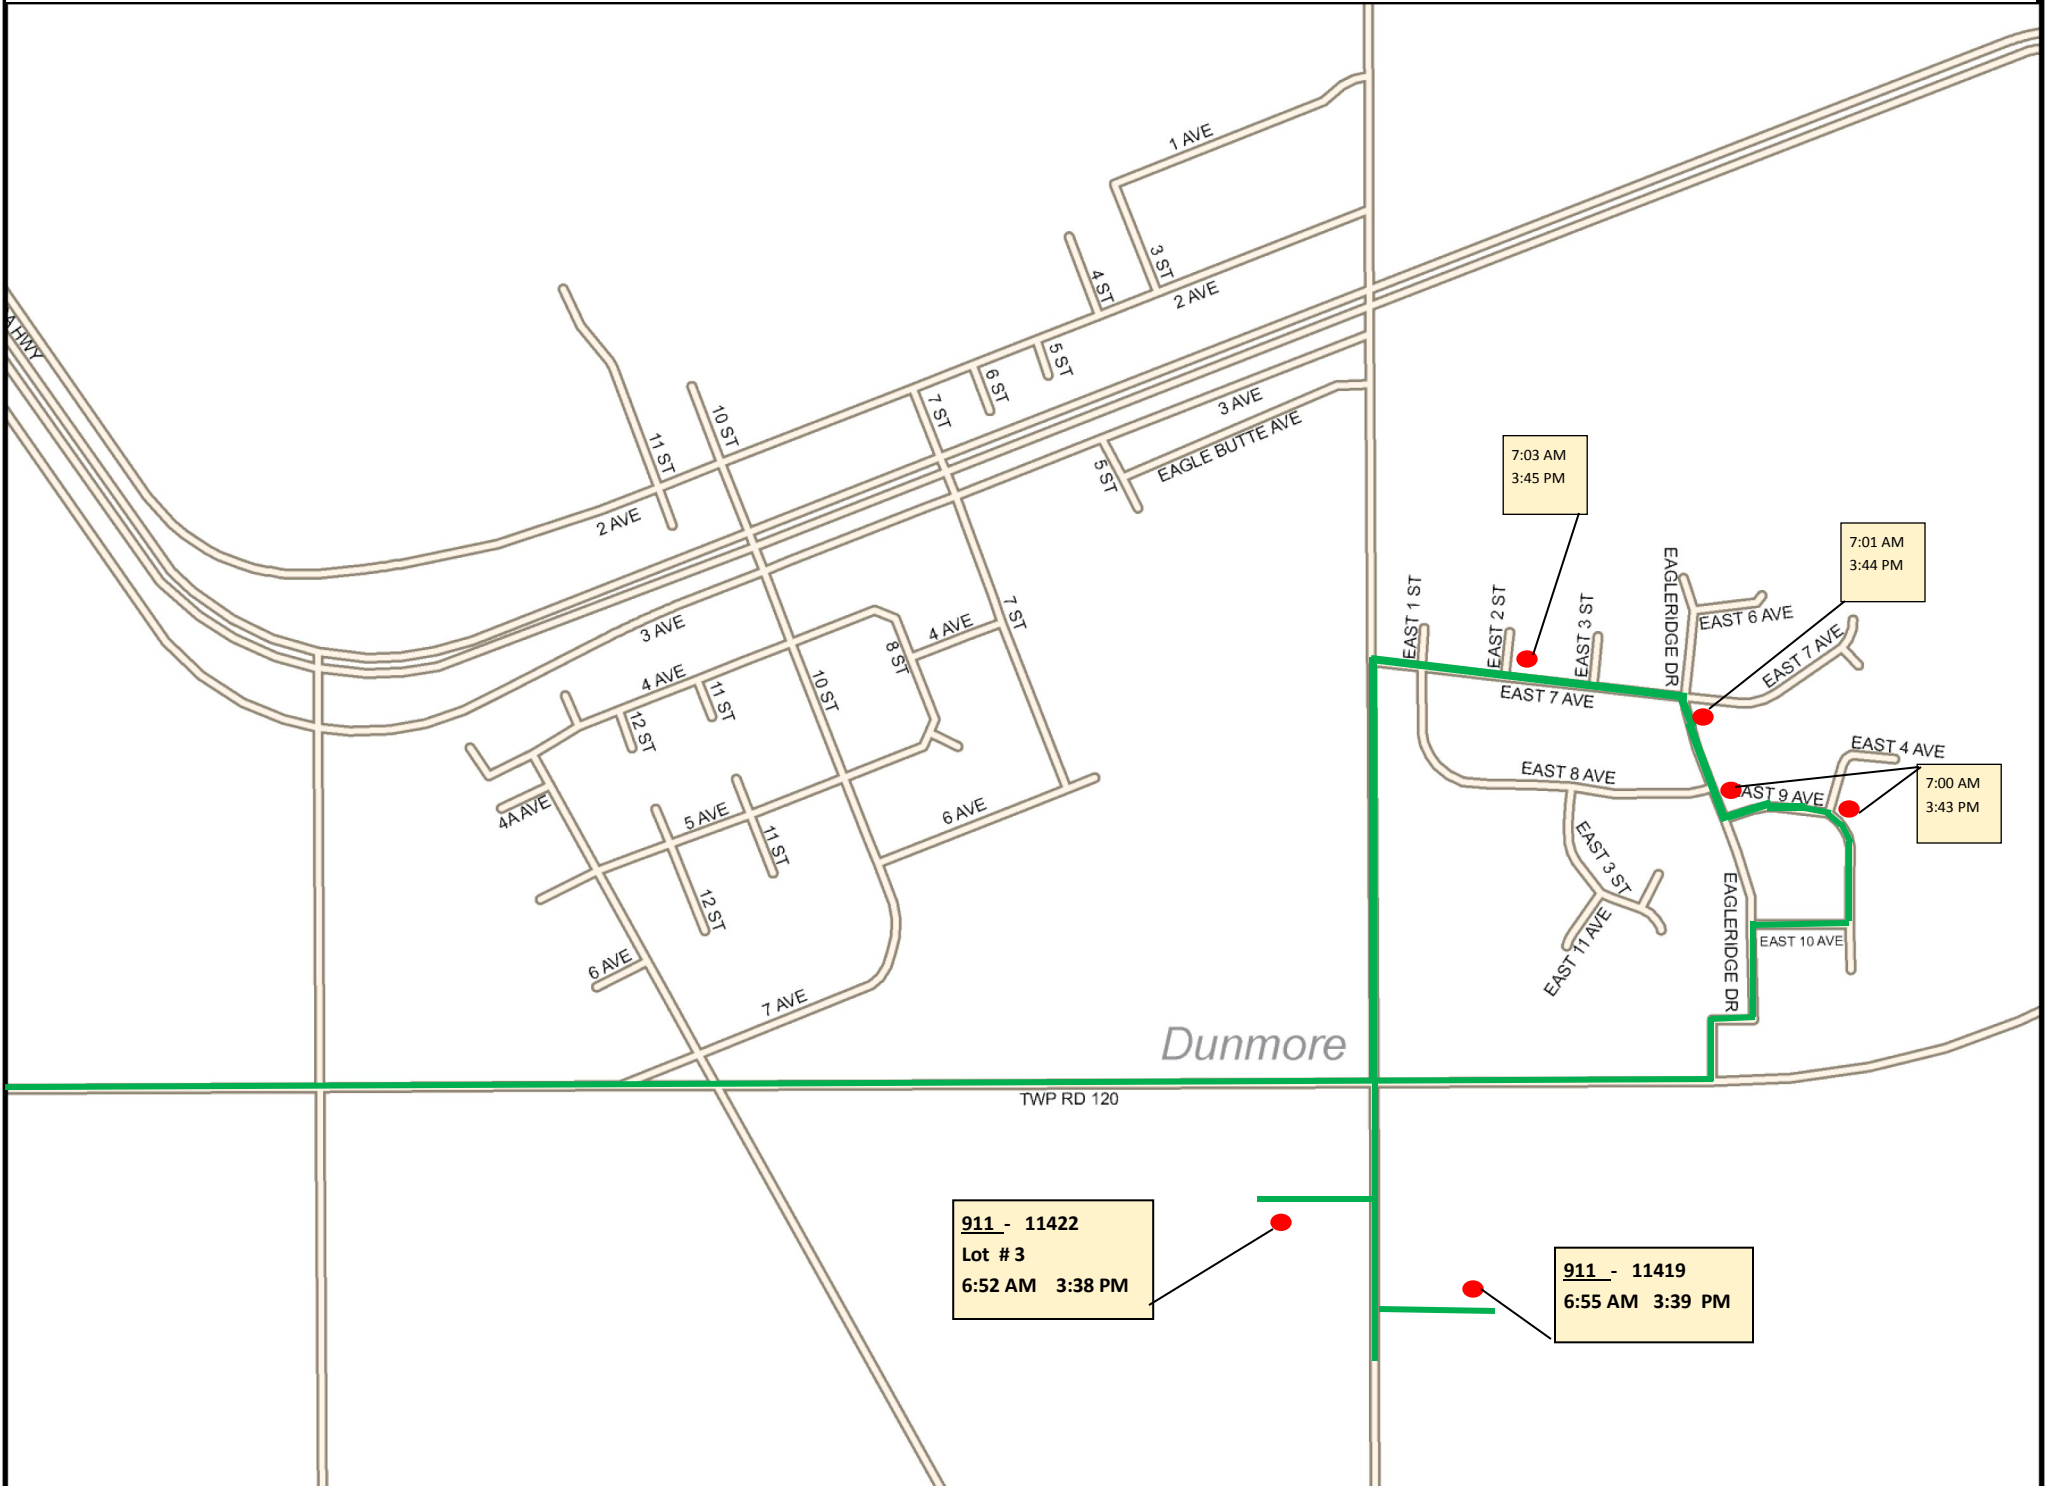 1 AVE
3 ST
4 ST
2 AVE
A HWY
5 ST
6 ST
7 ST
10 ST
11 ST
3 AVE
EAGLE BUTTE AVE
5 ST
2 AVE
7:03 AM
3:45 PM
7:01 AM
3:44 PM
EAST 1 ST
EAST 2 ST
EAST 3 ST
EAGLERIDGE DR
EAST 6 AVE
EAST 7 AVE
EAST 7 AVE
3 AVE
7 ST
4 AVE
8 ST
4 AVE
10 ST
11 ST
12 ST
EAST 4 AVE
EAST 8 AVE
AST 9 AVE
7:00 AM
3:43 PM
4A AVE
5 AVE
6 AVE
11 ST
12 ST
EAST 3 ST
EAST 11 AVE
EAGLERIDGE DR
EAST 10 AVE
6 AVE
7 AVE
Dunmore
TWP RD 120
911 - 11422
Lot # 3
6:52 AM 3:38 PM
911 - 11419
6:55 AM 3:39 PM